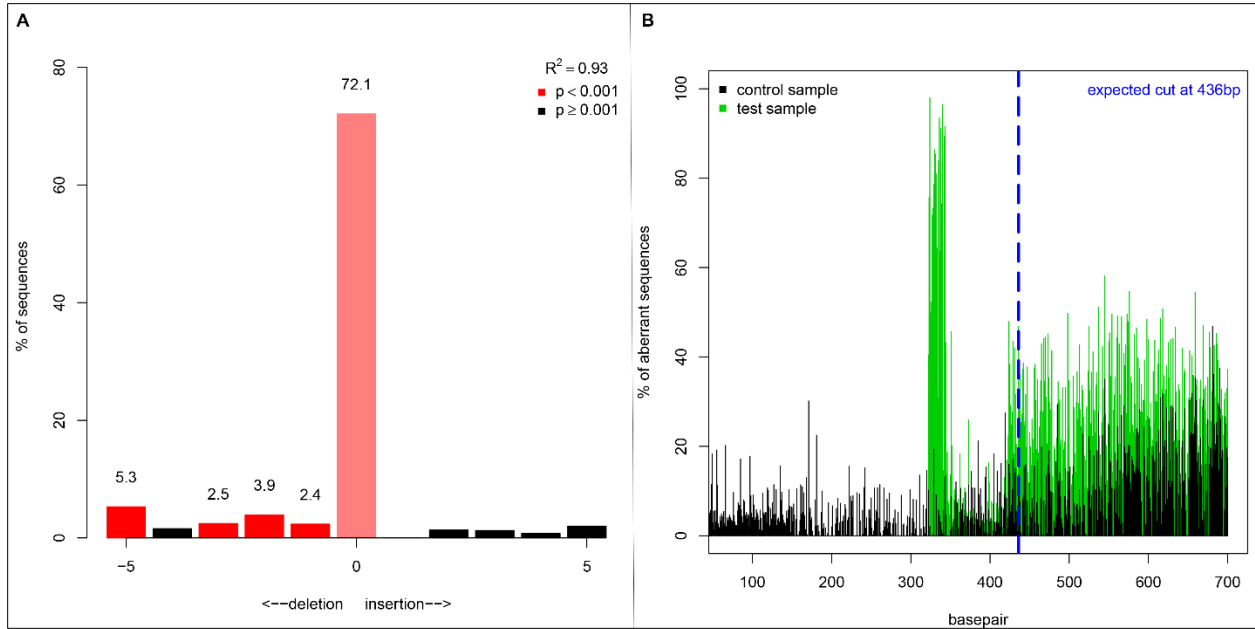 A
R² = 0.93
p < 0.001
p ≥ 0.001
72.1
5.3
2.5
3.9
2.4
% of sequences
0
20
40
60
80
−5
0
5
<−−deletion insertion−−>
B
control sample
test sample
expected cut at 436bp
% of aberrant sequences
0
20
40
60
80
100
100
200
300
400
500
600
700
basepair